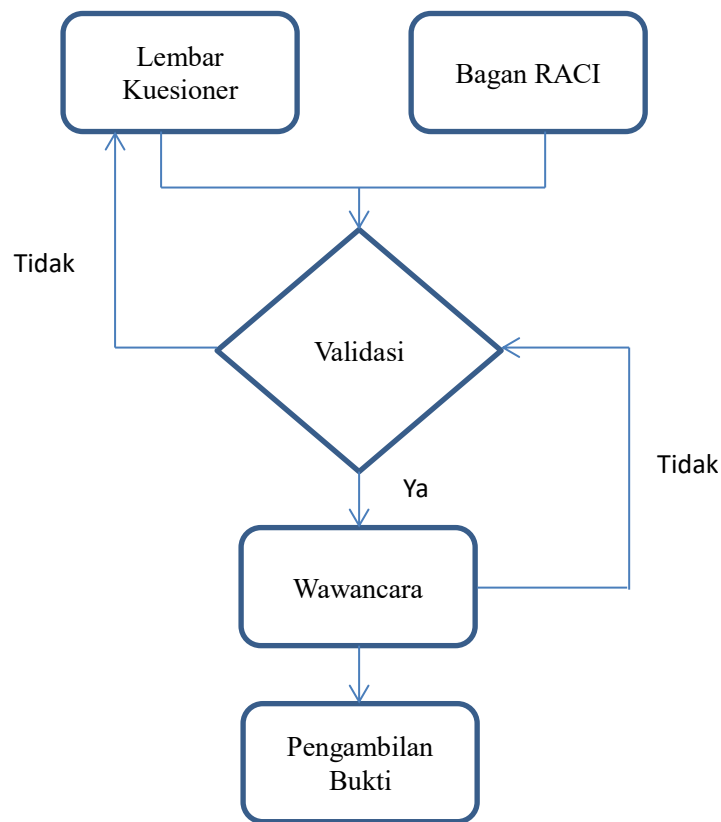 Lembar
Kuesioner
Bagan RACI
Tidak
Validasi
Tidak
Ya
Wawancara
Pengambilan
Bukti